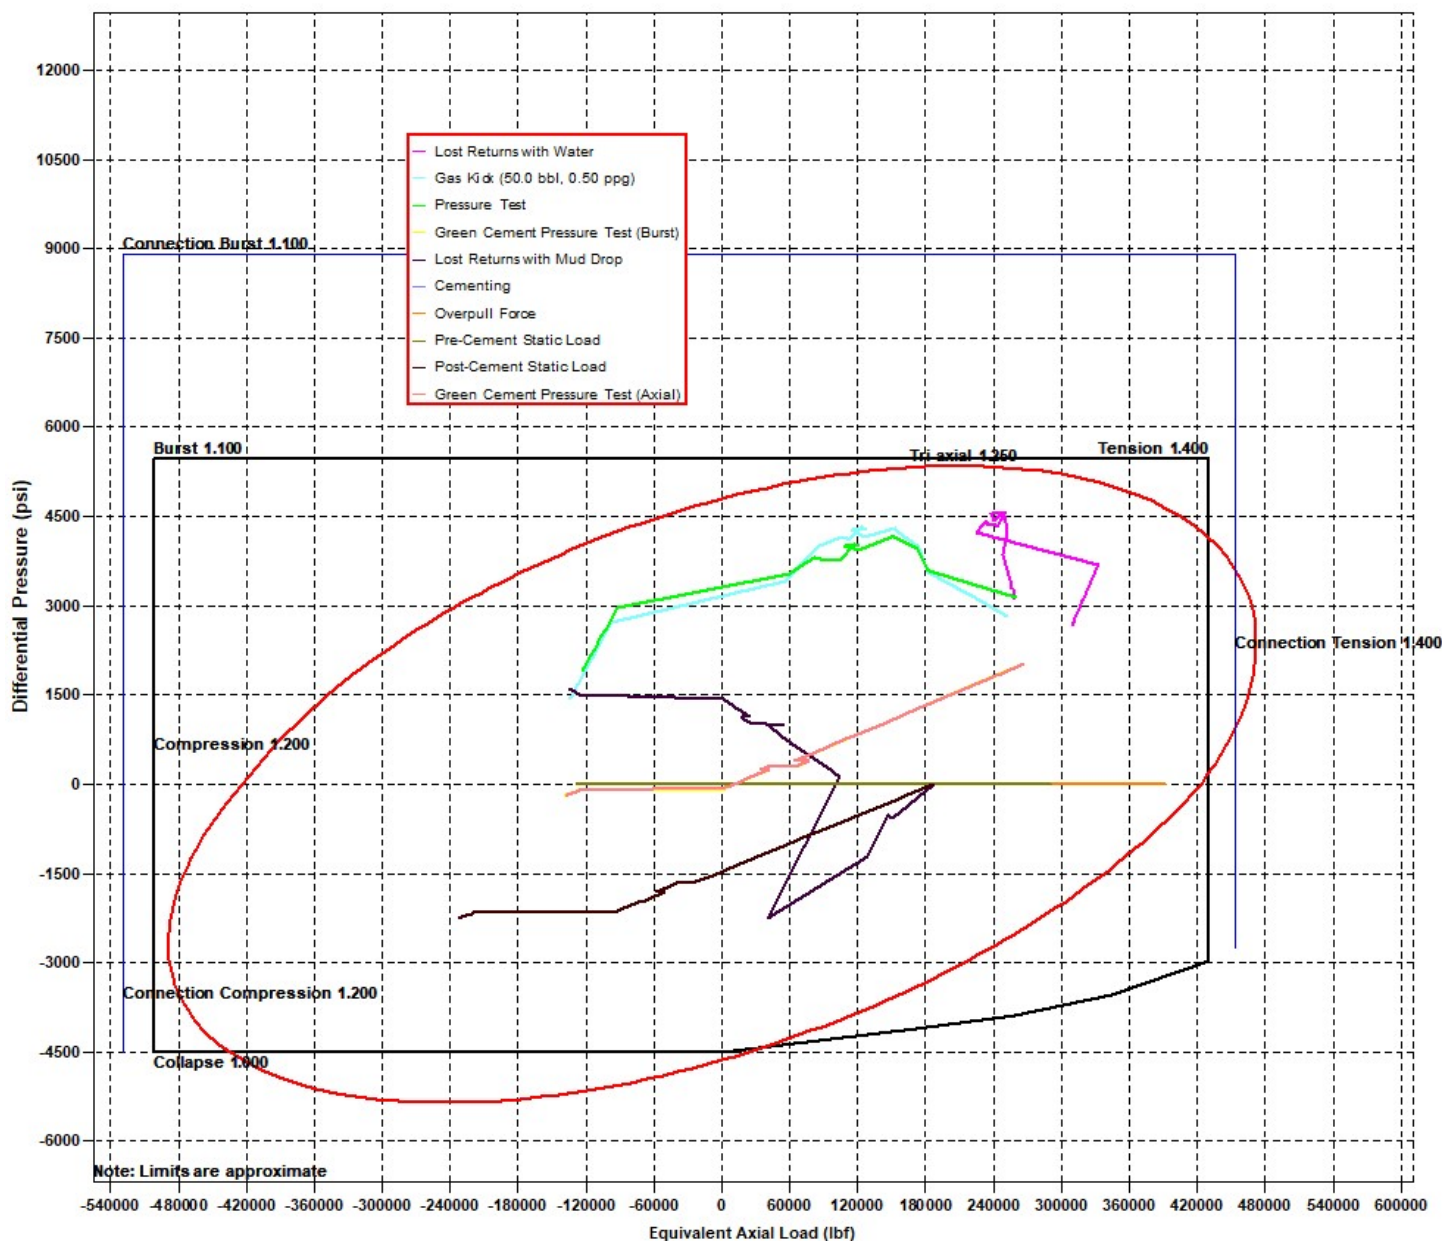 12000
10500
Lost Returns with Water
Gas Kick (50.0 bbl, 0.50 ppg)
Pressure Test
Green Cement Pressure Test (Burst)
Lost Returns with Mud Drop
Cementing
Overpull Force
Pre-Cement Static Load
Post-Cement Static Load
Green Cement Pressure Test (Axial)
9000
Connection Burst 1.100
7500
6000
Burst 1.100
Tri-axial 1.250
Tension 1.400
4500
Differential Pressure (psi)
3000
Connection Tension 1.400
1500
Compression 1.200
0
-1500
-3000
Connection Compression 1.200
-4500
Collapse 1.000
-6000
Note: Limits are approximate
-540000 -480000 -420000 -360000 -300000 -240000 -180000 -120000 -60000 0 60000 120000 180000 240000 300000 360000 420000 480000 540000 600000
Equivalent Axial Load (lbf)